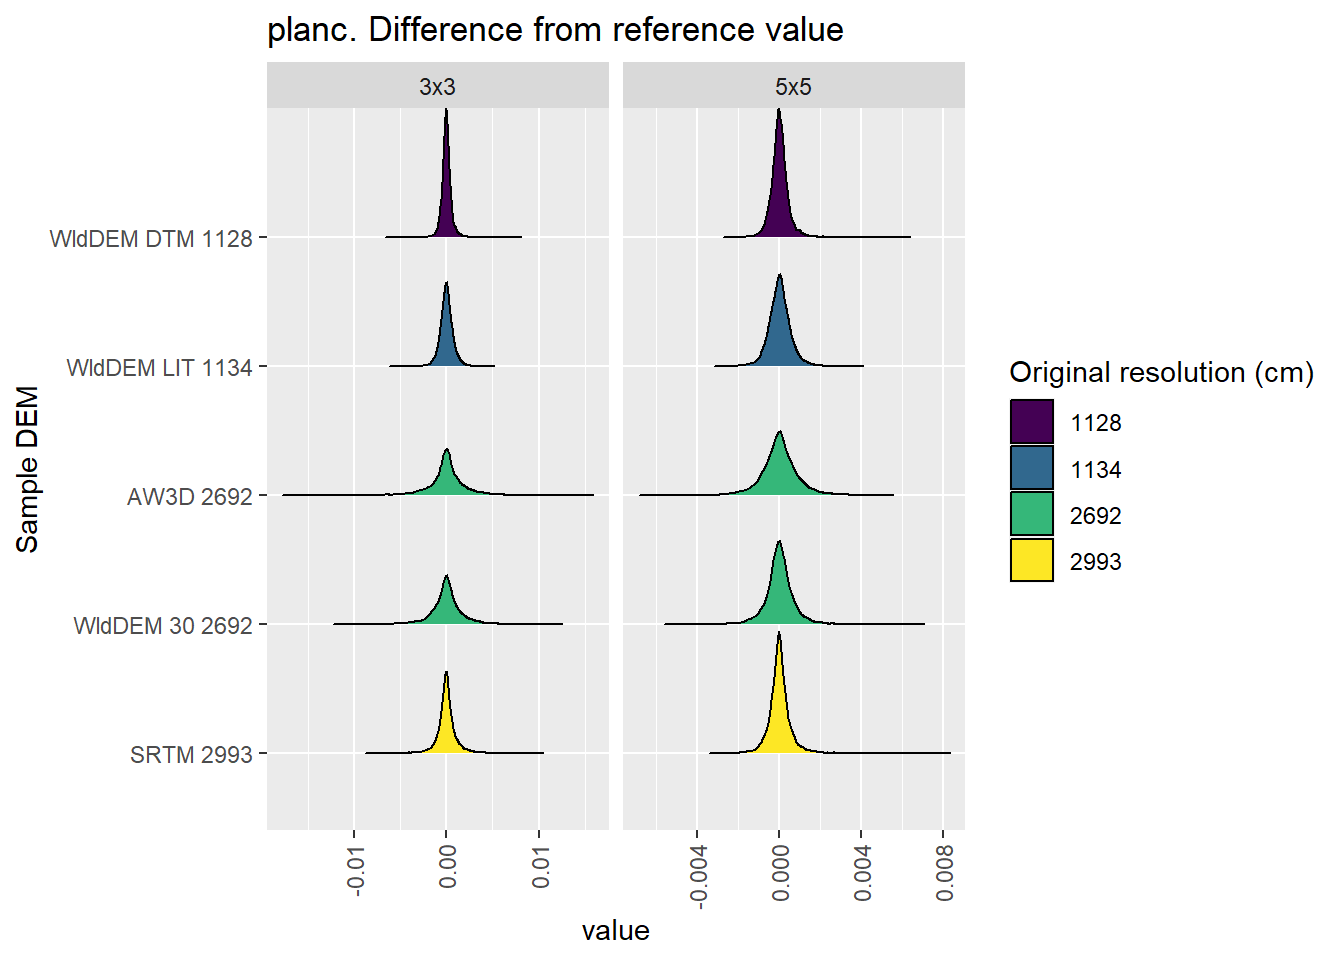 planc. Difference from reference value
3x3
5x5
WldDEM DTM 1128
WldDEM LIT 1134
AW3D 2692
WldDEM 30 2692
SRTM 2993
Sample DEM
-0.01
0.00
0.01
-0.004
0.000
0.004
0.008
value
Original resolution (cm)
1128
1134
2692
2993